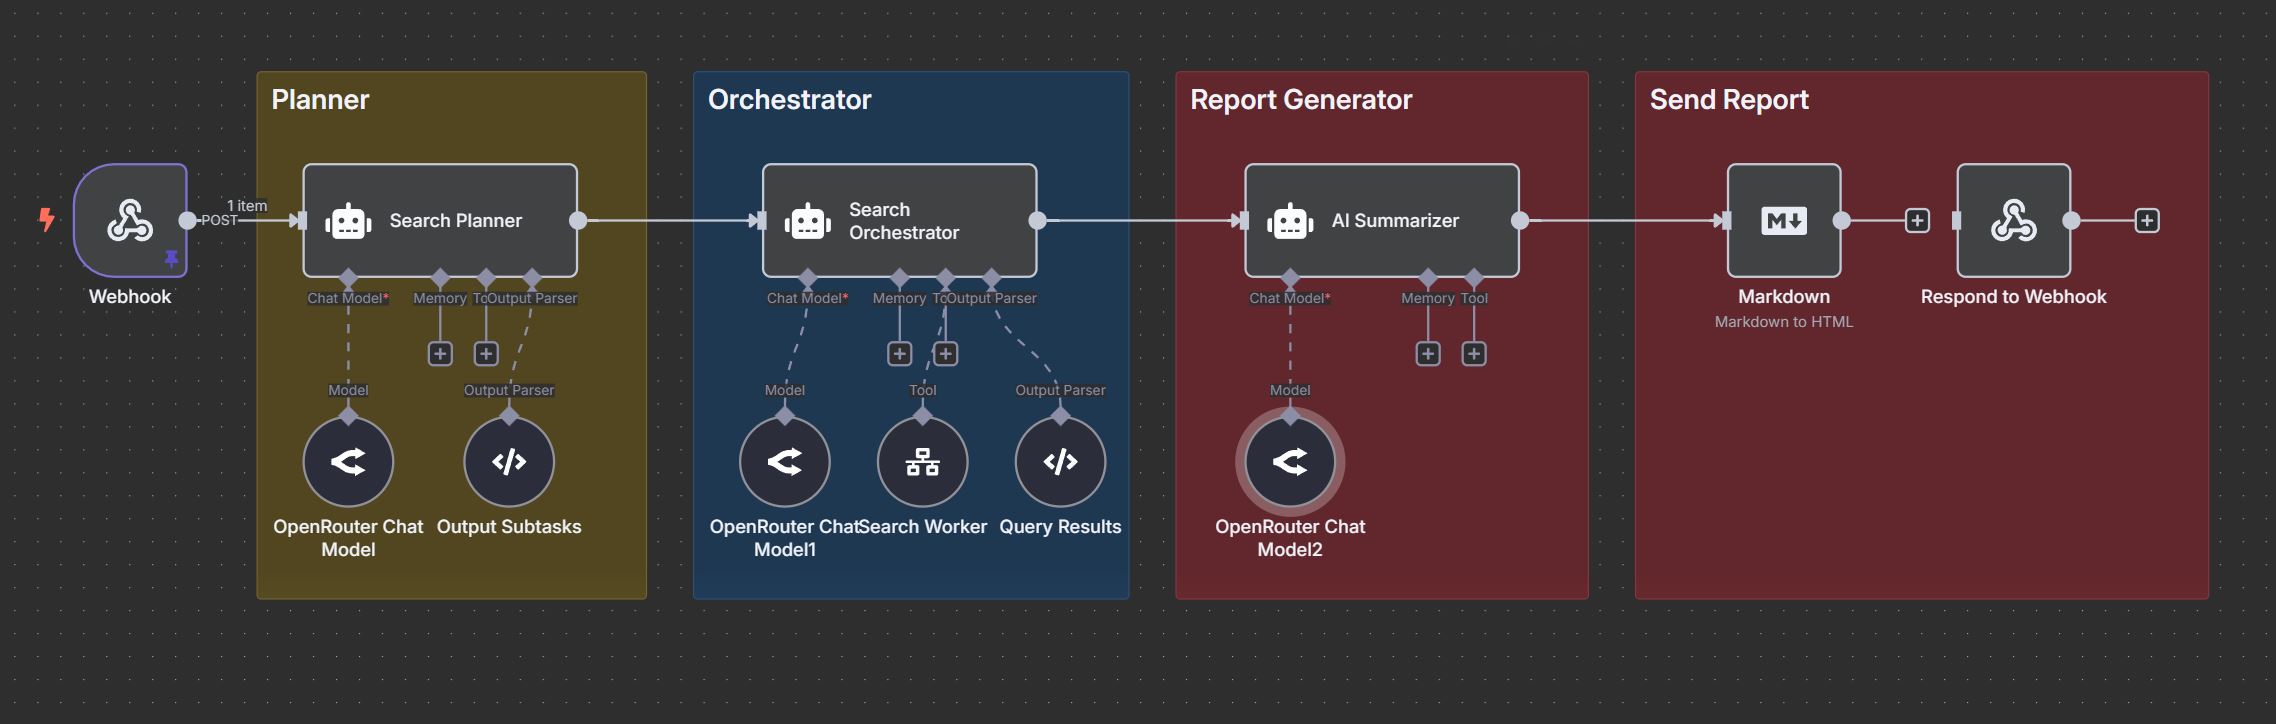 Planner
Orchestrator
Report Generator
Send Report
1 item
POST
Webhook
Search Planner
Chat Model*
Memory
To
Output Parser
Model
Output Parser
OpenRouter Chat
Model
Output Subtasks
Search
Orchestrator
Chat Model*
Memory
To
Output Parser
Model
Tool
Output Parser
OpenRouter Chat
Model1
Search Worker
Query Results
AI Summarizer
Chat Model*
Memory
Tool
Model
OpenRouter Chat
Model2
M
Markdown
Markdown to HTML
Respond to Webhook